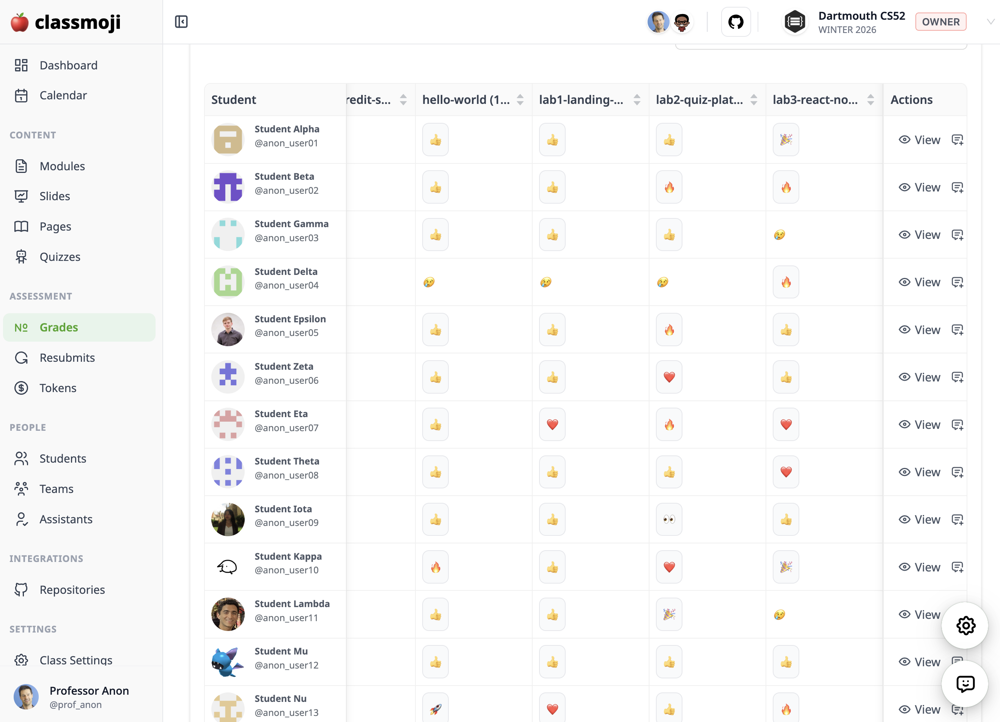 classmoji
Dartmouth CS52
WINTER 2026
OWNER
Dashboard
Calendar
CONTENT
Modules
Slides
Pages
Quizzes
ASSESSMENT
Nº Grades
Resubmits
Tokens
PEOPLE
Students
Teams
Assistants
INTEGRATIONS
Repositories
SETTINGS
Class Settings
Professor Anon
@prof_anon
Student redit-s... hello-world (1... lab1-landing-... lab2-quiz-plat... lab3-react-no... Actions
Student Alpha
@anon_user01
👍 👍 👍 🎉 View
Student Beta
@anon_user02
👍 👍 🔥 🔥 View
Student Gamma
@anon_user03
👍 👍 👍 😢 View
Student Delta
@anon_user04
😢 😢 😢 🔥 View
Student Epsilon
@anon_user05
👍 👍 🔥 👍 View
Student Zeta
@anon_user06
👍 👍 ❤️ 👍 View
Student Eta
@anon_user07
👍 ❤️ 🔥 ❤️ View
Student Theta
@anon_user08
👍 👍 👍 ❤️ View
Student Iota
@anon_user09
👍 👍 👀 👍 View
Student Kappa
@anon_user10
🔥 👍 ❤️ 🎉 View
Student Lambda
@anon_user11
👍 👍 🎉 😢 View
Student Mu
@anon_user12
👍 👍 👍 👍 View
Student Nu
@anon_user13
🚀 ❤️ 👍 🔥 View